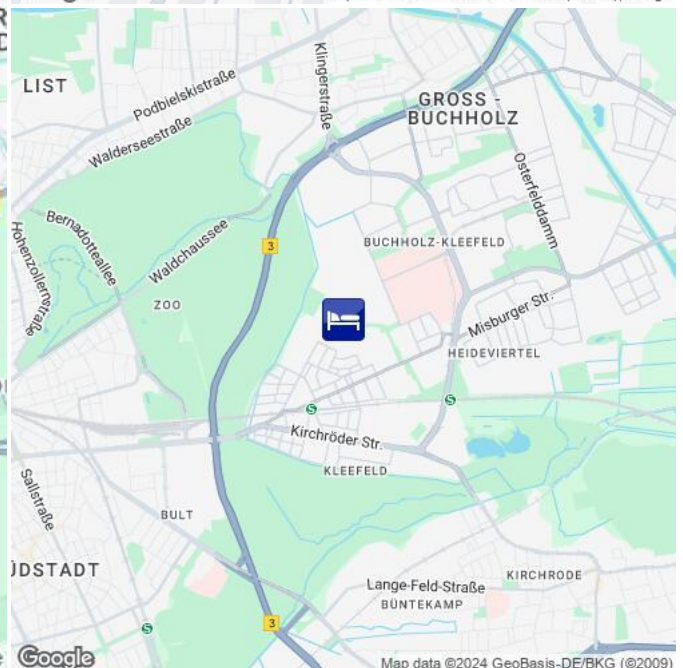 LIST
Podbielskistraße
Klingerstraße
GROSS -
BUCHHOLZ
Walderseestraße
Osterfelddamm
Bernadotteallee
Waldchaussee
Hohenzollernstraße
3
BUCHHOLZ-KLEEFELD
ZOO
Misburger Str.
HEIDEVIERTEL
S
S
Kirchröder Str.
KLEEFELD
Sallstraße
BULT
ÜDSTADT
KIRCHRODE
Lange-Feld-Straße
BÜNTEKAMP
3
S
Google
Map data ©2024 GeoBasis-DE/BKG (©2009)